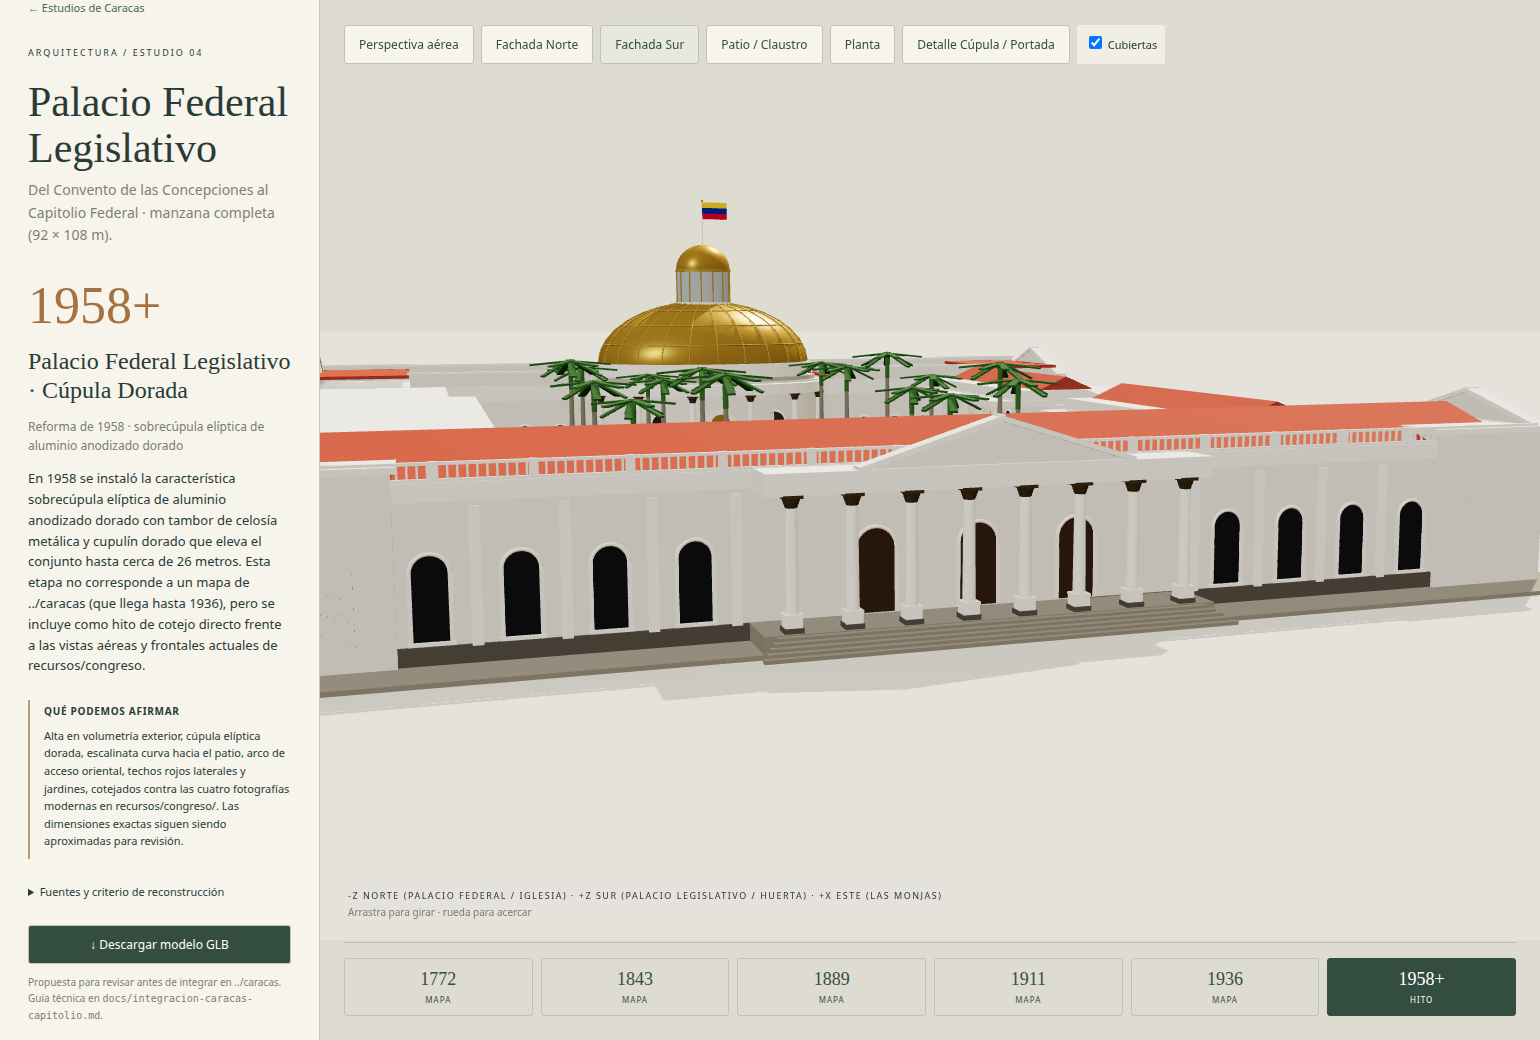 ← Estudios de Caracas
ARQUITECTURA / ESTUDIO 04
Palacio Federal
Legislativo
Del Convento de las Concepciones al
Capitolio Federal · manzana completa
(92 × 108 m).
1958+
Palacio Federal Legislativo
· Cúpula Dorada
Reforma de 1958 · sobrecúpula elíptica de
aluminio anodizado dorado
En 1958 se instaló la característica
sobrecúpula elíptica de aluminio
anodizado dorado con tambor de celosía
metálica y cupulín dorado que eleva el
conjunto hasta cerca de 26 metros. Esta
etapa no corresponde a un mapa de
../caracas (que llega hasta 1936), pero se
incluye como hito de cotejo directo frente
a las vistas aéreas y frontales actuales de
recursos/congreso.
QUÉ PODEMOS AFIRMAR
Alta en volumetría exterior, cúpula elíptica
dorada, escalinata curva hacia el patio, arco de
acceso oriental, techos rojos laterales y
jardines, cotejados contra las cuatro fotografías
modernas en recursos/congreso/. Las
dimensiones exactas siguen siendo
aproximadas para revisión.
▶ Fuentes y criterio de reconstrucción
↓ Descargar modelo GLB
Propuesta para revisar antes de integrar en ../caracas.
Guía técnica en docs/integracion-caracas-
capitolio.md.
Perspectiva aérea
Fachada Norte
Fachada Sur
Patio / Claustro
Planta
Detalle Cúpula / Portada
Cubiertas
-Z NORTE (PALACIO FEDERAL / IGLESIA) · +Z SUR (PALACIO LEGISLATIVO / HUERTA) · +X ESTE (LAS MONJAS)
Arrastra para girar · rueda para acercar
1772
MAPA
1843
MAPA
1889
MAPA
1911
MAPA
1936
MAPA
1958+
HITO